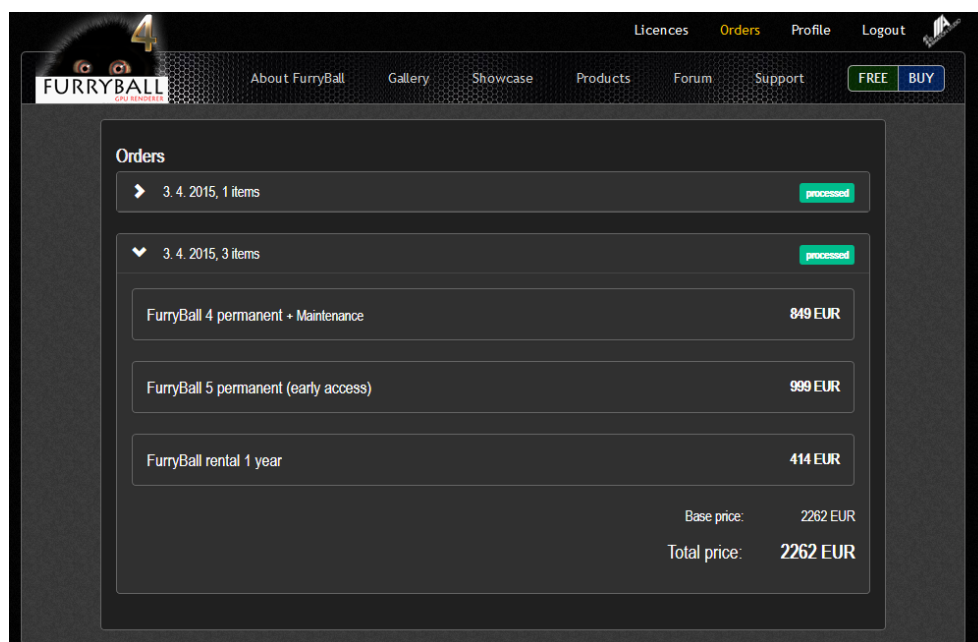 4
FURRYBALL
GPU RENDERER
Licences Orders Profile Logout
About FurryBall Gallery Showcase Products Forum Support FREE BUY
Orders
3. 4. 2015, 1 items processed
3. 4. 2015, 3 items processed
FurryBall 4 permanent + Maintenance 849 EUR
FurryBall 5 permanent (early access) 999 EUR
FurryBall rental 1 year 414 EUR
Base price: 2262 EUR
Total price: 2262 EUR